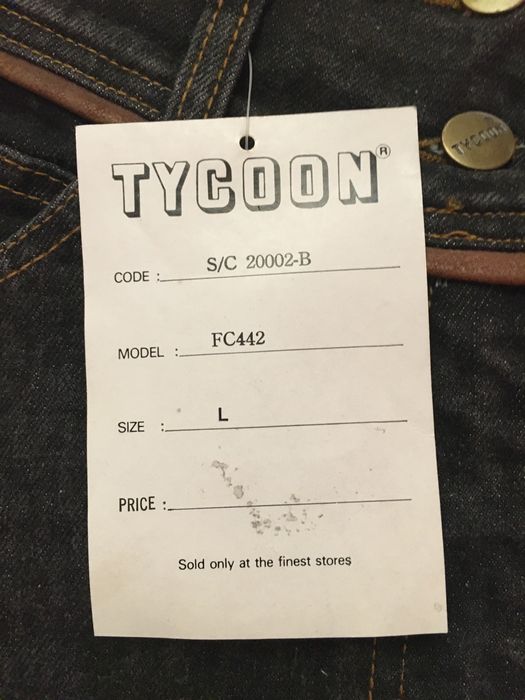 TYCOON®
CODE : S/C 20002-B
MODEL : FC442
SIZE : L
PRICE :
Sold only at the finest stores
TYCOON